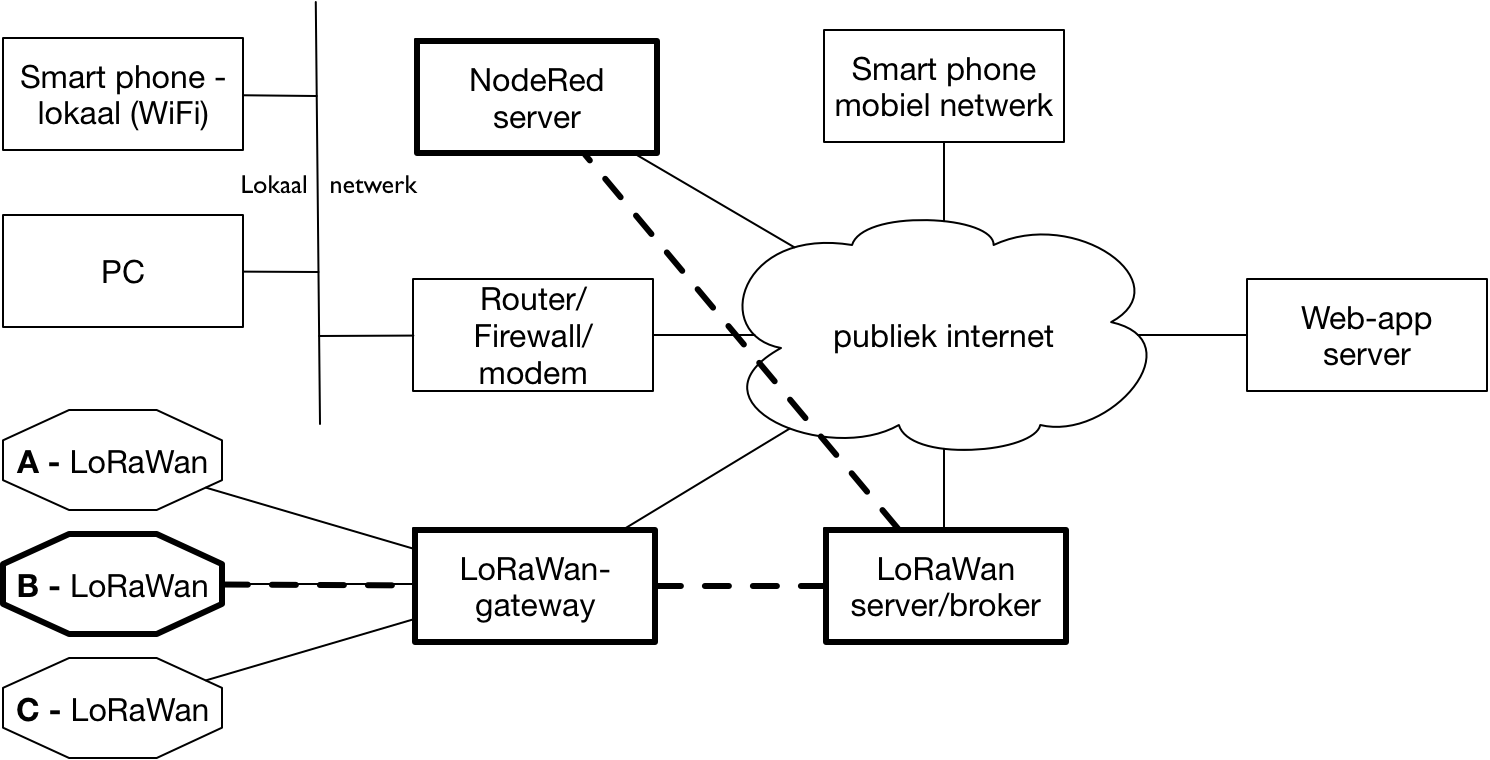 Smart phone -
lokaal (WiFi)
NodeRed
server
Smart phone
mobiel netwerk
Lokaal netwerk
PC
Router/
Firewall/
modem
publiek internet
Web-app
server
A - LoRaWan
B - LoRaWan
C - LoRaWan
LoRaWan-
gateway
LoRaWan
server/broker